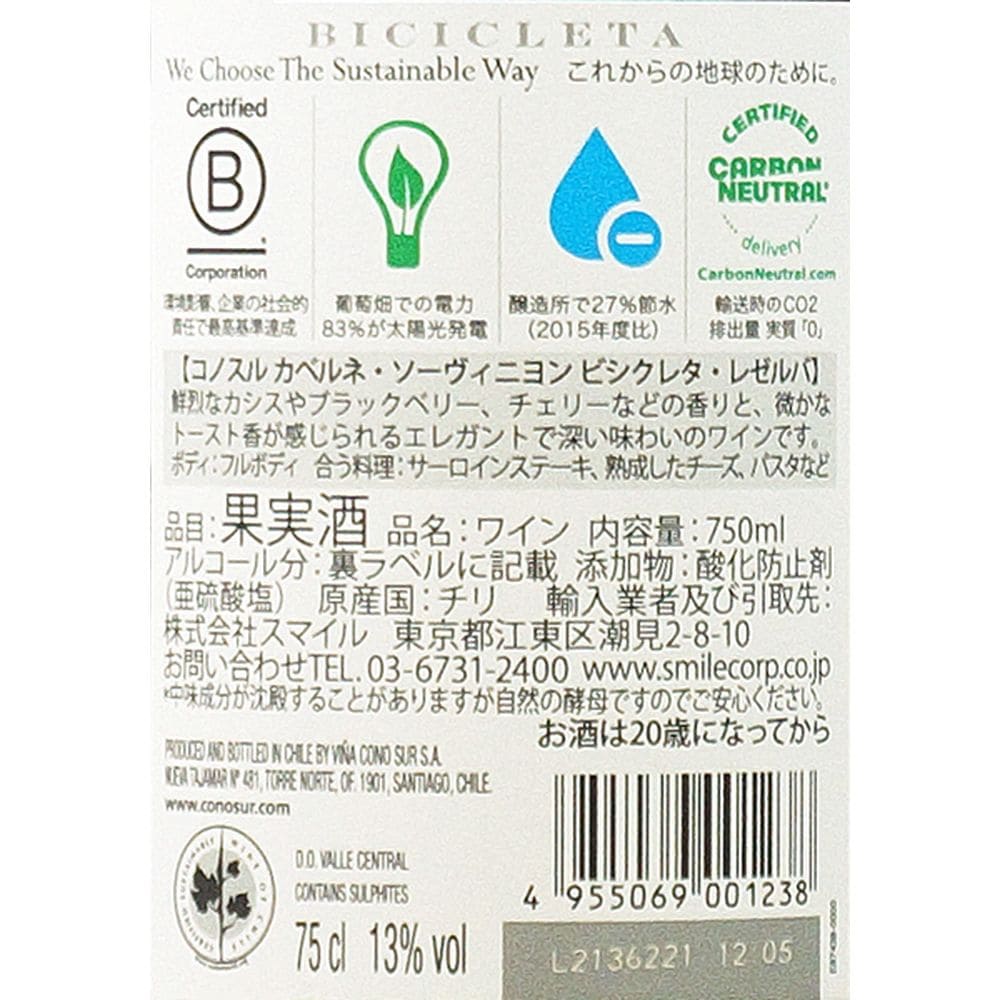 BICICLETA
We Choose The Sustainable Way これからの地球のために。
Certified
B
Corporation
環境影響、企業の社会的
責任で最高基準達成
葡萄畑での電力
83%が太陽光発電
醸造所で27%節水
(2015年度比)
CERTIFIED
CARBON
NEUTRAL
delivery
CarbonNeutral.com
輸送時のCO2
排出量 実質「0」
【コノスル カベルネ・ソーヴィニヨン ビシクレタ・レゼルバ】
鮮烈なカシスやブラックベリー、チェリーなどの香りと、微かな
トースト香が感じられるエレガントで深い味わいのワインです。
ボディ:フルボディ 合う料理:サーロインステーキ、熟成したチーズ、パスタなど
品目:果実酒 品名:ワイン 内容量:750ml
アルコール分:裏ラベルに記載 添加物:酸化防止剤
(亜硫酸塩) 原産国:チリ 輸入業者及び引取先:
株式会社スマイル 東京都江東区潮見2-8-10
お問い合わせTEL.03-6731-2400 www.smilecorp.co.jp
*中味成分が沈殿することがありますが自然の酵母ですのでご安心ください。
お酒は20歳になってから
PRODUCED AND BOTTLED IN CHILE BY VIÑA CONO SUR S.A.
NUEVA TAJAMAR Nº 481, TORRE NORTE, OF. 1901, SANTIAGO, CHILE.
www.conosur.com
CERTIFIED SUSTAINABLE WINE OF CHILE
D.O. VALLE CENTRAL
CONTAINS SULPHITES
75 cl 13% vol
4 955069 001238
L2136221 12 05